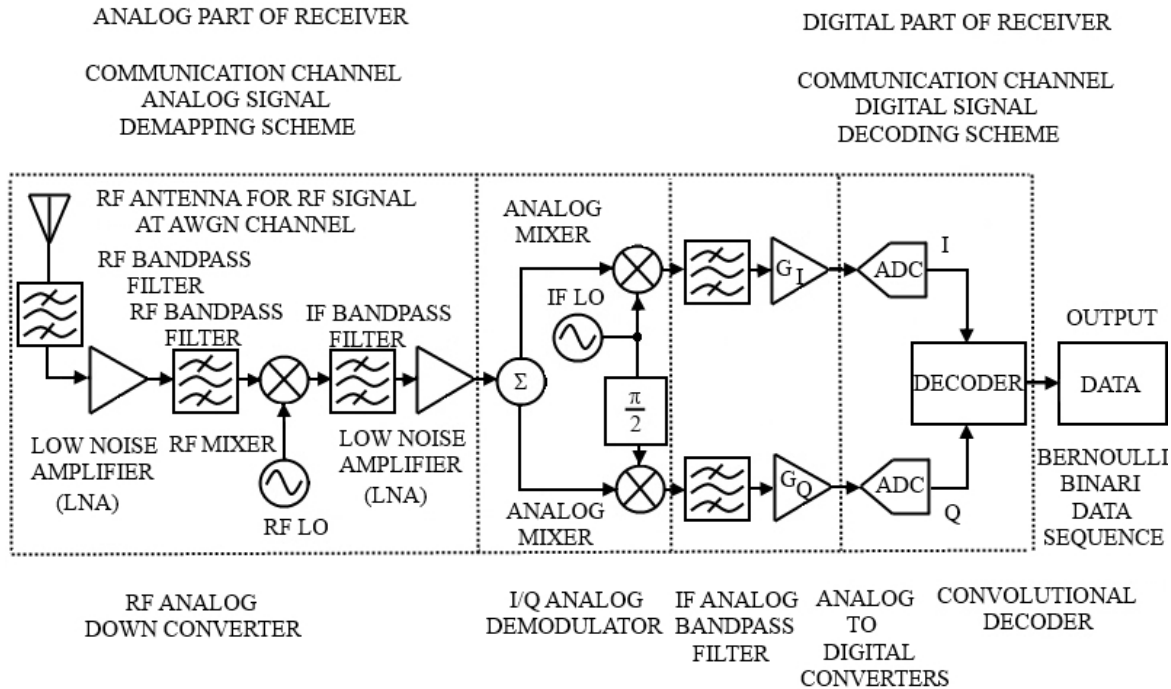 ANALOG PART OF RECEIVER
DIGITAL PART OF RECEIVER
COMMUNICATION CHANNEL
ANALOG SIGNAL
DEMAPPING SCHEME
COMMUNICATION CHANNEL
DIGITAL SIGNAL
DECODING SCHEME
RF ANTENNA FOR RF SIGNAL
AT AWGN CHANNEL
RF BANDPASS
FILTER
RF BANDPASS
FILTER
IF BANDPASS
FILTER
LOW NOISE
AMPLIFIER
(LNA)
RF MIXER
RF LO
LOW NOISE
AMPLIFIER
(LNA)
ANALOG
MIXER
IF LO
Σ
π
2
ANALOG
MIXER
G I
G Q
ADC
I
ADC
Q
DECODER
OUTPUT
DATA
BERNOULLI
BINARI
DATA
SEQUENCE
RF ANALOG
DOWN CONVERTER
I/Q ANALOG
DEMODULATOR
IF ANALOG
BANDPASS
FILTER
ANALOG
TO
DIGITAL
CONVERTERS
CONVOLUTIONAL
DECODER